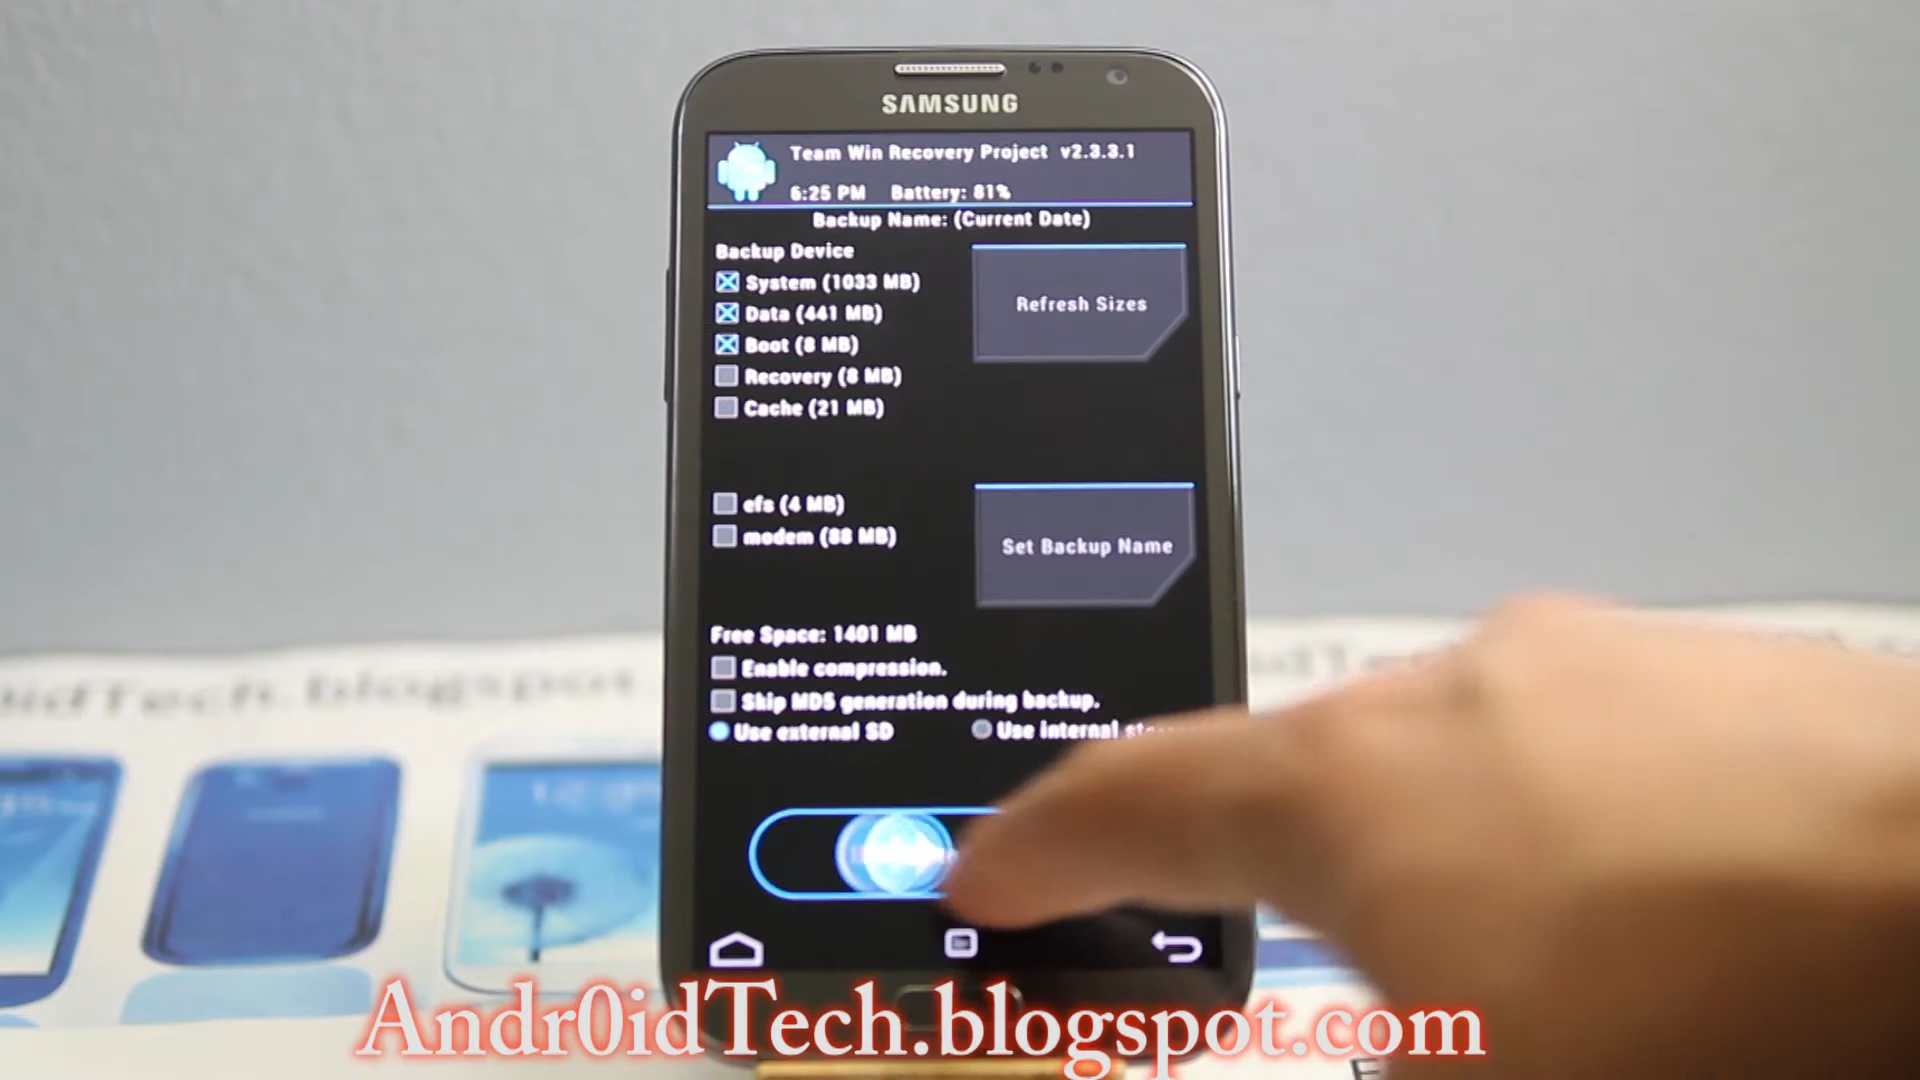 SAMSUNG
Team Win Recovery Project v2.3.3.1
6:25 PM Battery: 81%
Backup Name: (Current Date)
Backup Device
System (1033 MB)
Data (441 MB)
Boot (8 MB)
Recovery (8 MB)
Cache (21 MB)
Refresh Sizes
efs (4 MB)
modem (88 MB)
Set Backup Name
Free Space: 1401 MB
Enable compression.
Skip MD5 generation during backup.
Use external SD
Use internal
oidTech.blogspot.
Andr0idTech.blogspot.com